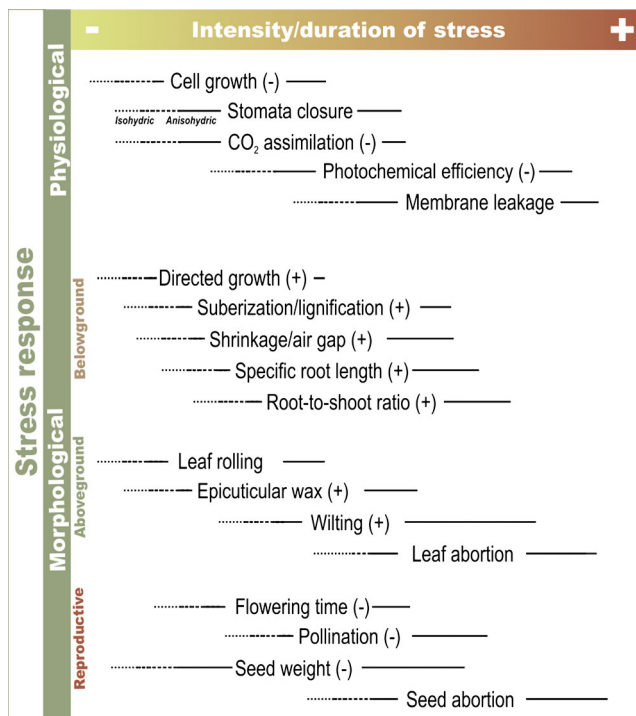 - Intensity/duration of stress +
Stress response
Physiological
Cell growth (-)
Stomata closure
Isohydric Anisohydric
CO₂ assimilation (-)
Photochemical efficiency (-)
Membrane leakage
Morphological
Belowground
Directed growth (+)
Suberization/lignification (+)
Shrinkage/air gap (+)
Specific root length (+)
Root-to-shoot ratio (+)
Aboveground
Leaf rolling
Epicuticular wax (+)
Wilting (+)
Leaf abortion
Reproductive
Flowering time (-)
Pollination (-)
Seed weight (-)
Seed abortion